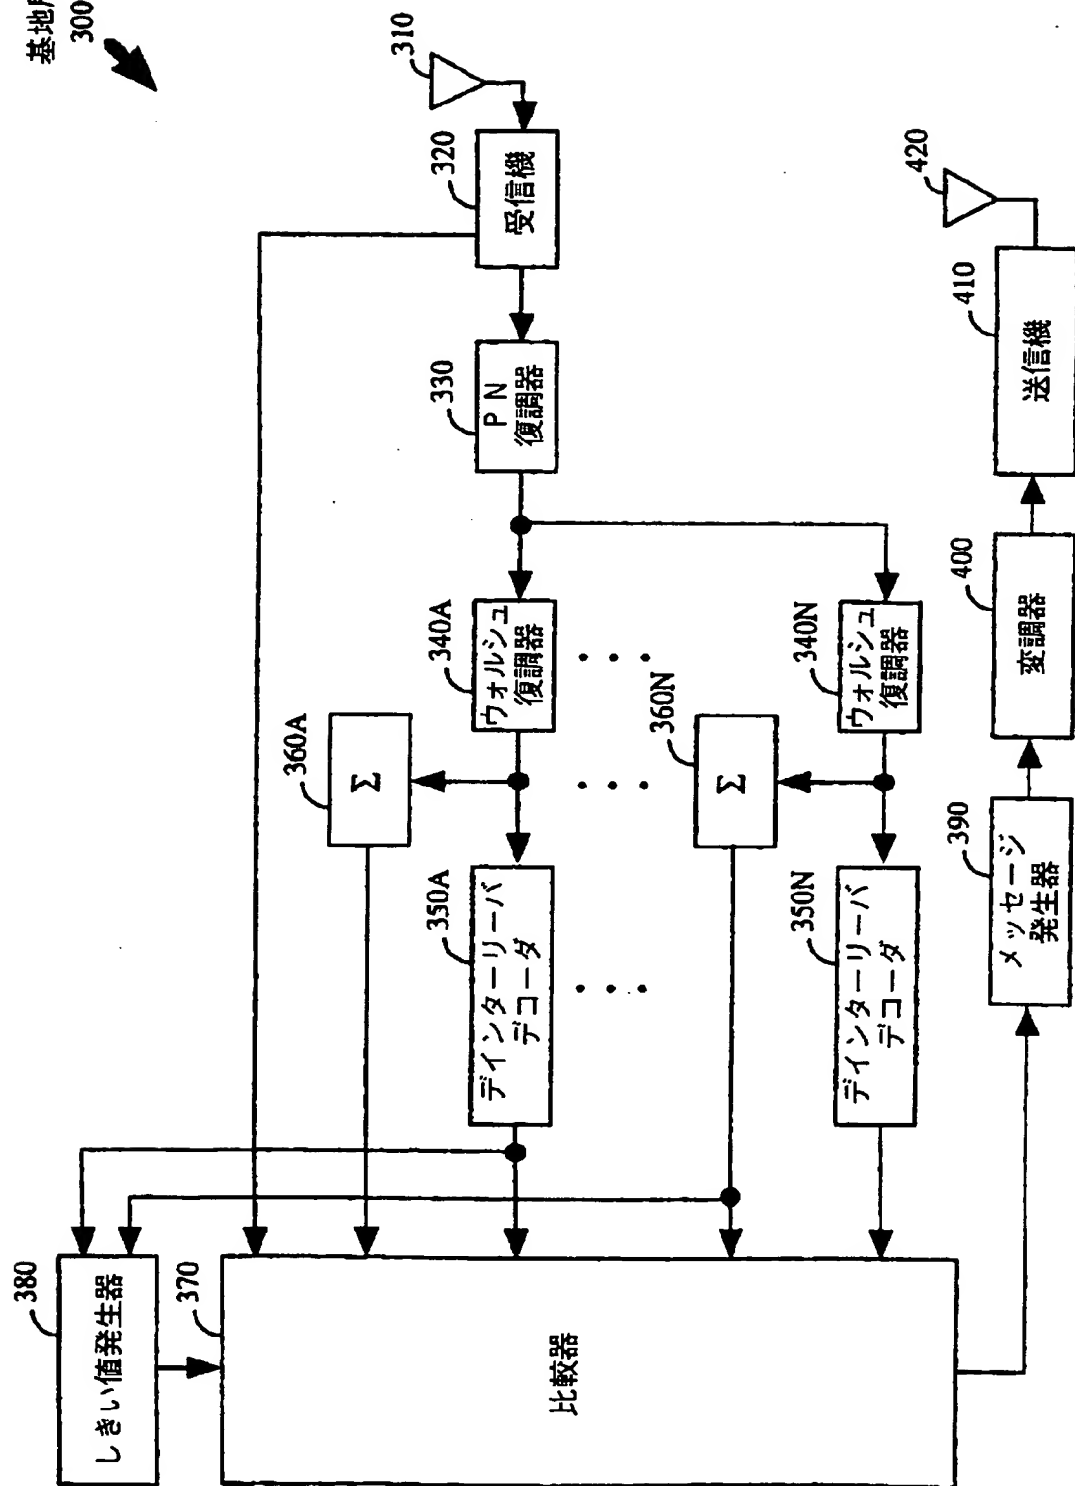 基地
300
310
320
受信機
330
PN
復調器
340A
ウォルシュ
復調器
360A
Σ
350A
デインターリーバ
デコーダ
340N
ウォルシュ
復調器
360N
Σ
350N
デインターリーバ
デコーダ
380
しきい値発生器
370
比較器
390
メッセージ
発生器
400
変調器
410
送信機
420